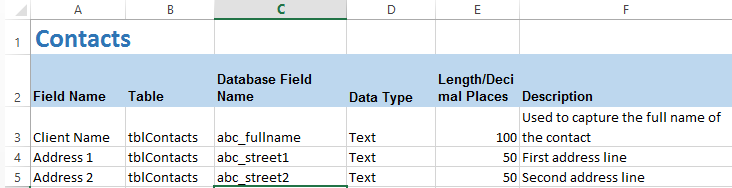 A B C D E F
1 Contacts
Database Field Length/Deci
2 Field Name Table Name Data Type mal Places Description
Used to capture the full name of
3 Client Name tblContacts abc_fullname Text 100 the contact
4 Address 1 tblContacts abc_street1 Text 50 First address line
5 Address 2 tblContacts abc_street2 Text 50 Second address line